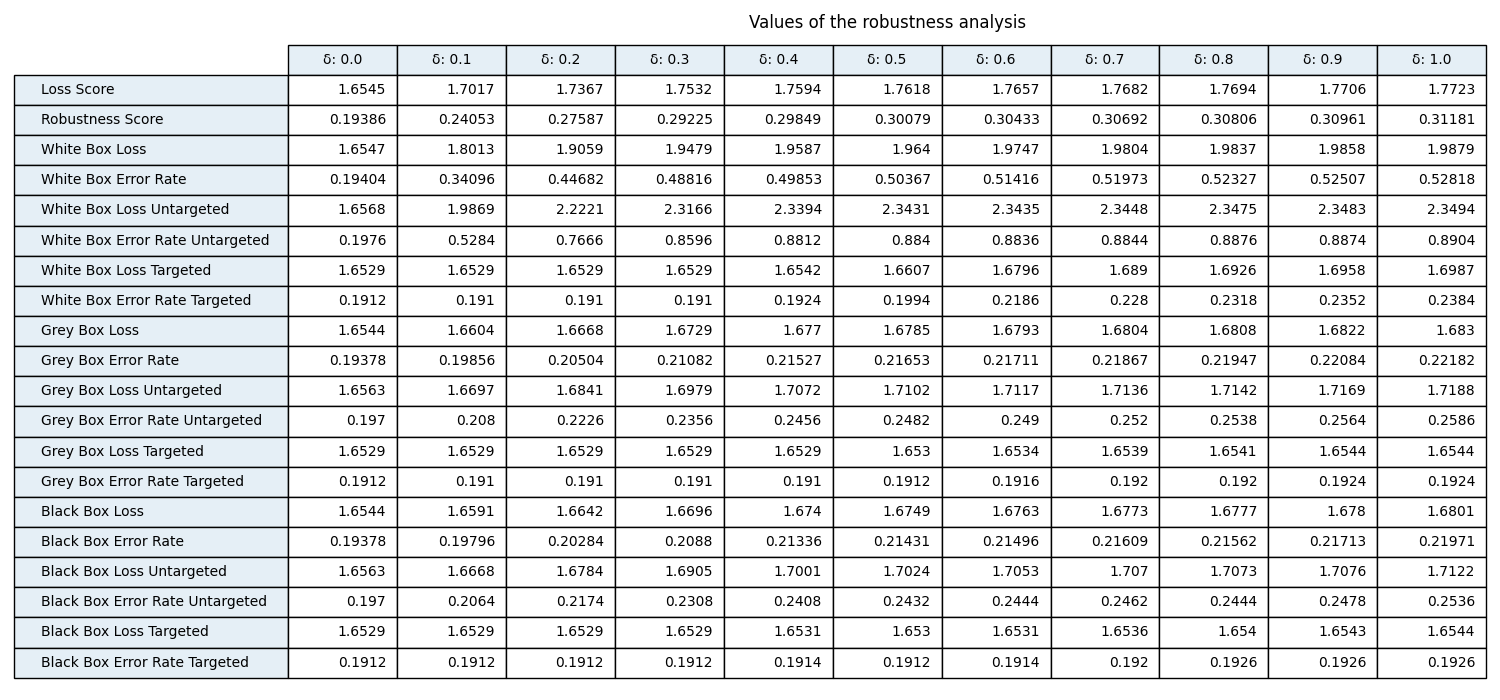 Values of the robustness analysis
δ: 0.0 δ: 0.1 δ: 0.2 δ: 0.3 δ: 0.4 δ: 0.5 δ: 0.6 δ: 0.7 δ: 0.8 δ: 0.9 δ: 1.0
Loss Score 1.6545 1.7017 1.7367 1.7532 1.7594 1.7618 1.7657 1.7682 1.7694 1.7706 1.7723
Robustness Score 0.19386 0.24053 0.27587 0.29225 0.29849 0.30079 0.30433 0.30692 0.30806 0.30961 0.31181
White Box Loss 1.6547 1.8013 1.9059 1.9479 1.9587 1.964 1.9747 1.9804 1.9837 1.9858 1.9879
White Box Error Rate 0.19404 0.34096 0.44682 0.48816 0.49853 0.50367 0.51416 0.51973 0.52327 0.52507 0.52818
White Box Loss Untargeted 1.6568 1.9869 2.2221 2.3166 2.3394 2.3431 2.3435 2.3448 2.3475 2.3483 2.3494
White Box Error Rate Untargeted 0.1976 0.5284 0.7666 0.8596 0.8812 0.884 0.8836 0.8844 0.8876 0.8874 0.8904
White Box Loss Targeted 1.6529 1.6529 1.6529 1.6529 1.6542 1.6607 1.6796 1.689 1.6926 1.6958 1.6987
White Box Error Rate Targeted 0.1912 0.191 0.191 0.191 0.1924 0.1994 0.2186 0.228 0.2318 0.2352 0.2384
Grey Box Loss 1.6544 1.6604 1.6668 1.6729 1.677 1.6785 1.6793 1.6804 1.6808 1.6822 1.683
Grey Box Error Rate 0.19378 0.19856 0.20504 0.21082 0.21527 0.21653 0.21711 0.21867 0.21947 0.22084 0.22182
Grey Box Loss Untargeted 1.6563 1.6697 1.6841 1.6979 1.7072 1.7102 1.7117 1.7136 1.7142 1.7169 1.7188
Grey Box Error Rate Untargeted 0.197 0.208 0.2226 0.2356 0.2456 0.2482 0.249 0.252 0.2538 0.2564 0.2586
Grey Box Loss Targeted 1.6529 1.6529 1.6529 1.6529 1.6529 1.653 1.6534 1.6539 1.6541 1.6544 1.6544
Grey Box Error Rate Targeted 0.1912 0.191 0.191 0.191 0.191 0.1912 0.1916 0.192 0.192 0.1924 0.1924
Black Box Loss 1.6544 1.6591 1.6642 1.6696 1.674 1.6749 1.6763 1.6773 1.6777 1.678 1.6801
Black Box Error Rate 0.19378 0.19796 0.20284 0.2088 0.21336 0.21431 0.21496 0.21609 0.21562 0.21713 0.21971
Black Box Loss Untargeted 1.6563 1.6668 1.6784 1.6905 1.7001 1.7024 1.7053 1.707 1.7073 1.7076 1.7122
Black Box Error Rate Untargeted 0.197 0.2064 0.2174 0.2308 0.2408 0.2432 0.2444 0.2462 0.2444 0.2478 0.2536
Black Box Loss Targeted 1.6529 1.6529 1.6529 1.6529 1.6531 1.653 1.6531 1.6536 1.654 1.6543 1.6544
Black Box Error Rate Targeted 0.1912 0.1912 0.1912 0.1912 0.1914 0.1912 0.1914 0.192 0.1926 0.1926 0.1926